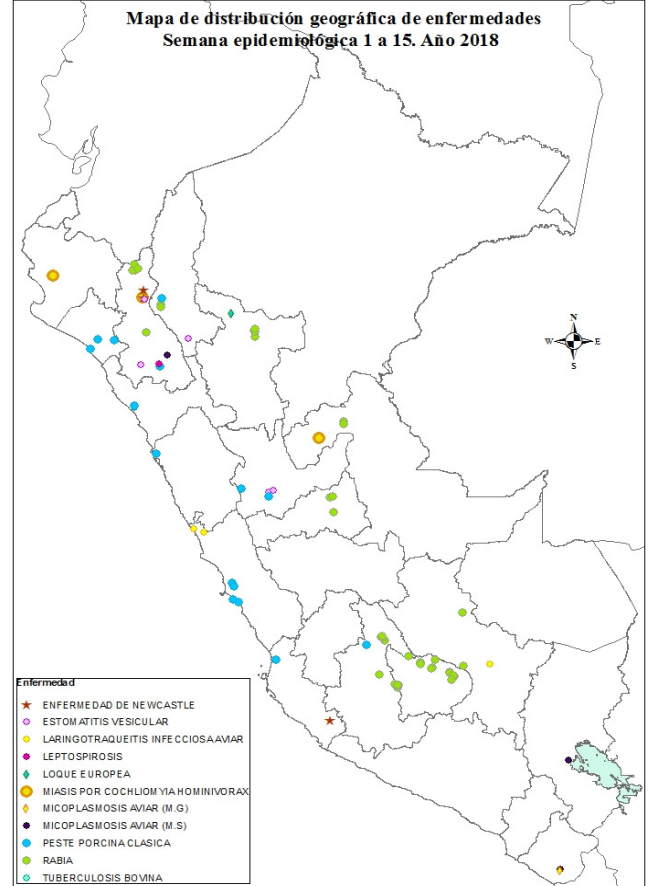 Mapa de distribución geográfica de enfermedades
Semana epidemiológica 1 a 15. Año 2018
N
W E
S
Enfermedad
ENFERMEDAD DE NEWCASTLE
ESTOMATITIS VESICULAR
LARINGOTRAQUEITIS INFECCIOSA AVIAR
LEPTOSPIROSIS
LOQUE EUROPEA
MIASIS POR COCHLIOMYIA HOMINIVORAX
MICOPLASMOSIS AVIAR (M.G)
MICOPLASMOSIS AVIAR (M.S)
PESTE PORCINA CLASICA
RABIA
TUBERCULOSIS BOVINA